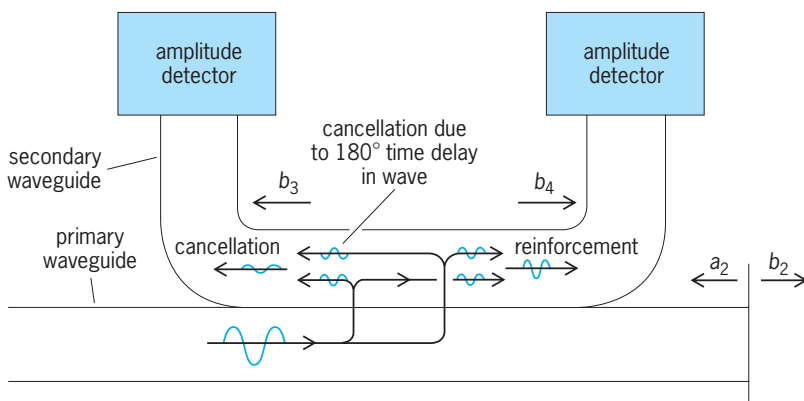 amplitude
detector
amplitude
detector
cancellation due
to 180° time delay
in wave
secondary
waveguide
b3
b4
primary
waveguide
cancellation
reinforcement
a2
b2